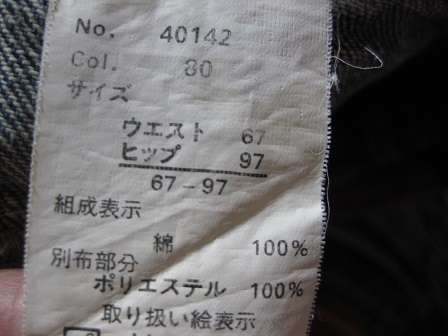 No. 40142
Col. 80
サイズ
ウエスト 67
ヒップ 97
67-97
組成表示
綿 100%
別布部分
ポリエステル 100%
取り扱い絵表示